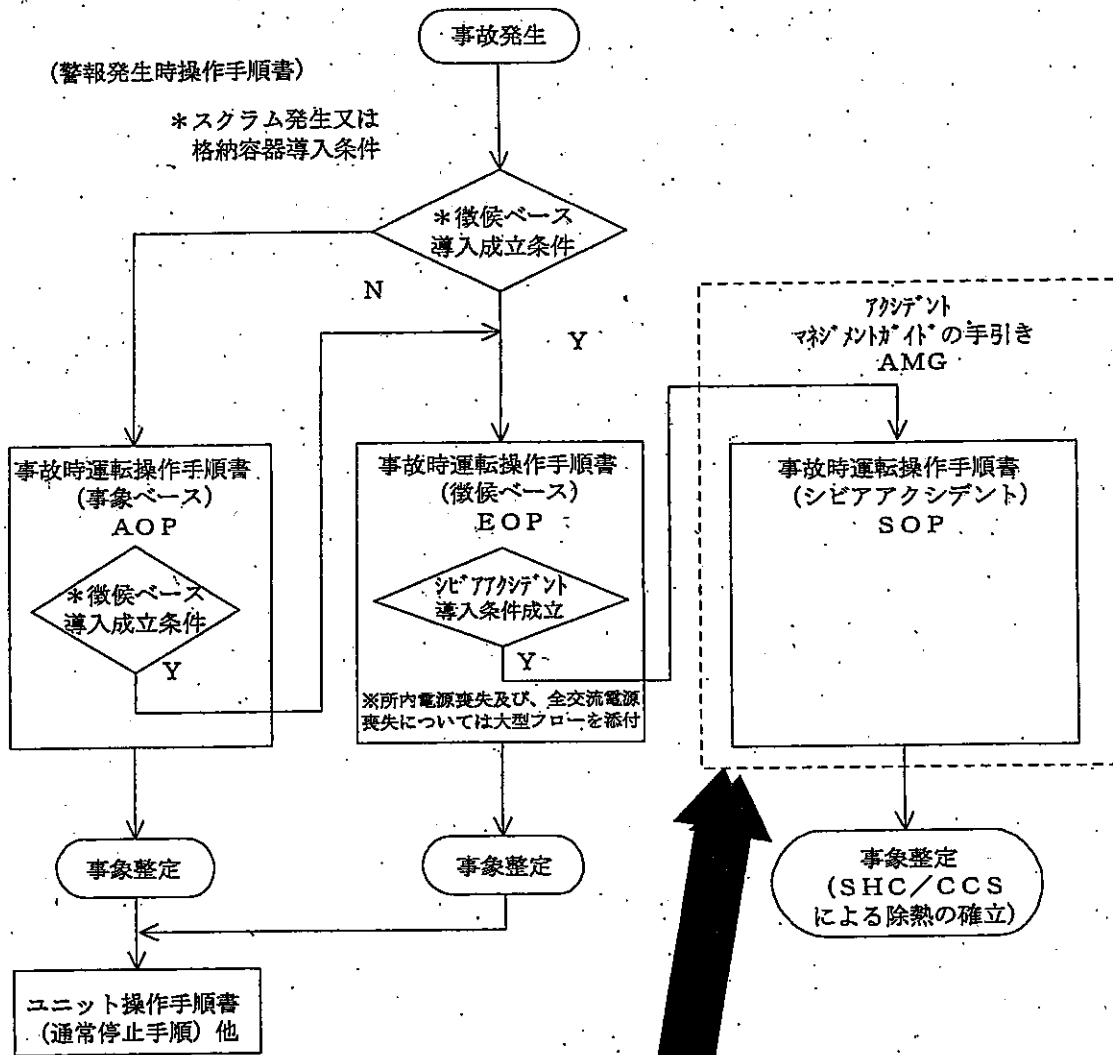 事故発生
(警報発生時操作手順書)
＊スクラム発生又は
格納容器導入条件
＊徴候ベース
導入成立条件
N
Y
アクシデント
マネジメントガイドの手引き
AMG
事故時運転操作手順書
(事象ベース)
AOP
＊徴候ベース
導入成立条件
Y
事故時運転操作手順書
(徴候ベース)
EOP
シビアアクシデント
導入条件成立
Y
※所内電源喪失及び、全交流電源
喪失については大型フローを添付
事故時運転操作手順書
(シビアアクシデント)
SOP
事象整定
事象整定
事象整定
(SHC／CCS
による除熱の確立)
ユニット操作手順書
(通常停止手順) 他